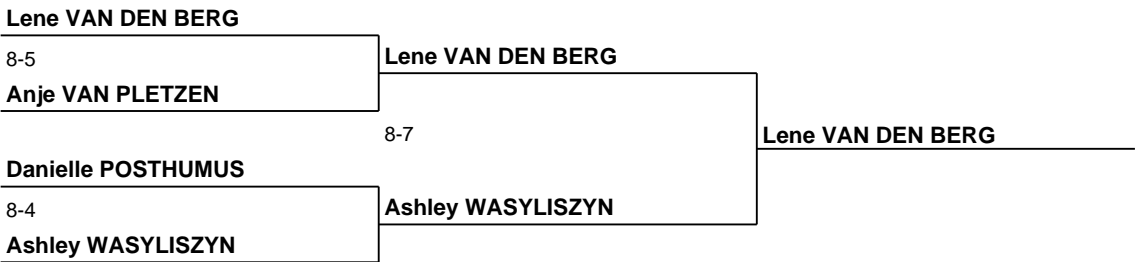 Lene VAN DEN BERG
8-5
Lene VAN DEN BERG
Anje VAN PLETZEN
8-7
Lene VAN DEN BERG
Danielle POSTHUMUS
8-4
Ashley WASYLISZYN
Ashley WASYLISZYN